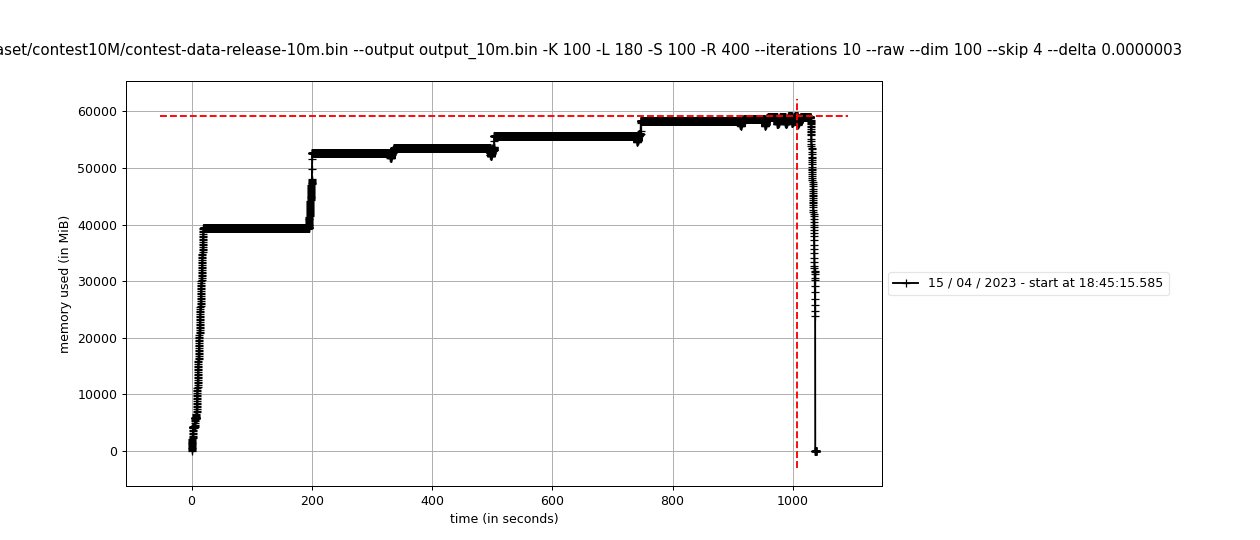 aset/contest10M/contest-data-release-10m.bin --output output_10m.bin -K 100 -L 180 -S 100 -R 400 --iterations 10 --raw --dim 100 --skip 4 --delta 0.0000003
60000
50000
40000
30000
20000
10000
0
memory used (in MiB)
0 200 400 600 800 1000
time (in seconds)
15 / 04 / 2023 - start at 18:45:15.585